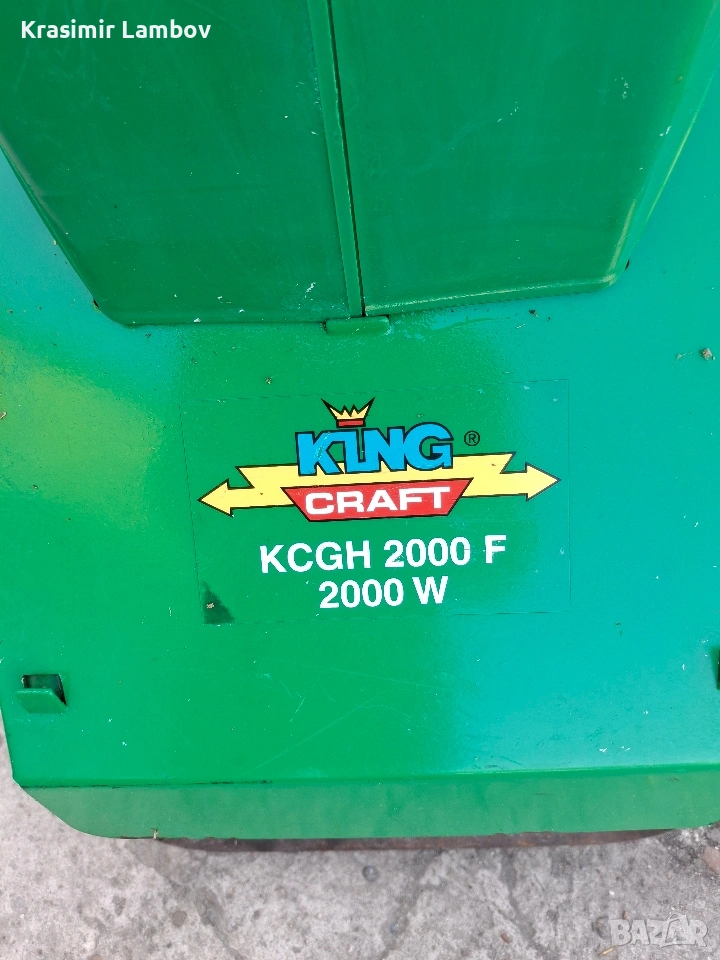 Krasimir Lambov
KING ®
CRAFT
KCGH 2000 F
2000 W
BAZAR